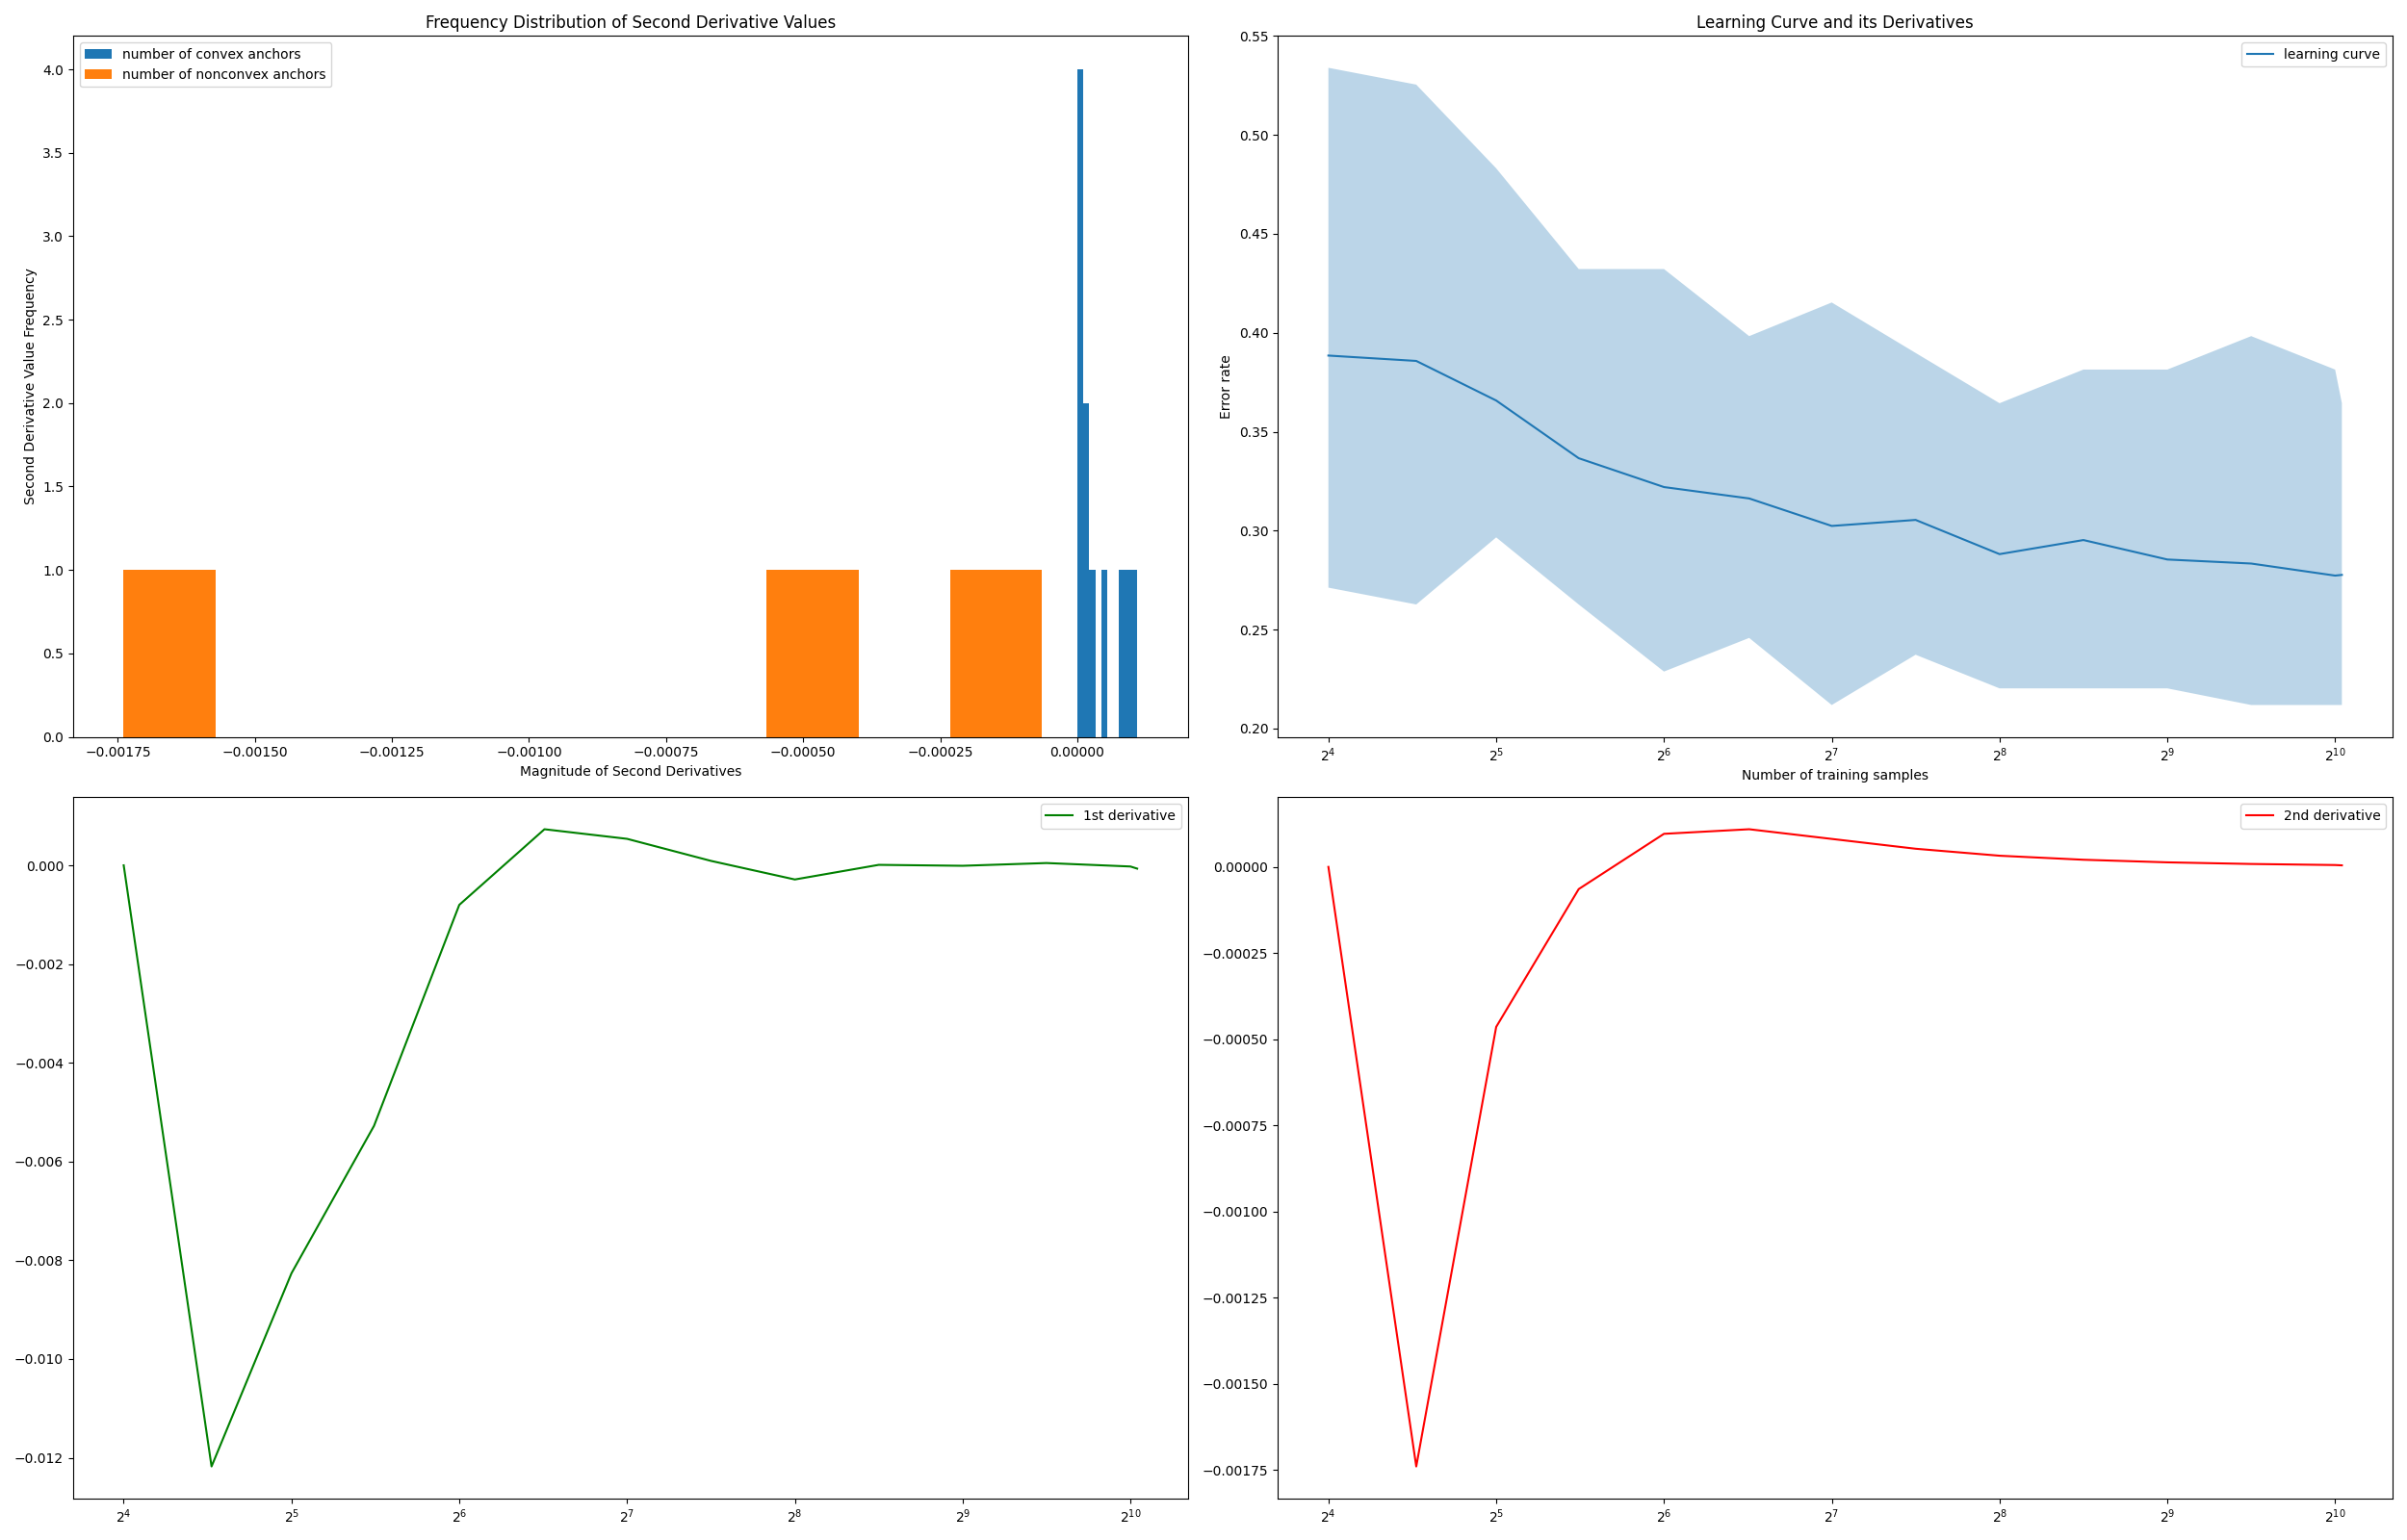 Frequency Distribution of Second Derivative Values
number of convex anchors
number of nonconvex anchors
Second Derivative Value Frequency
4.0
3.5
3.0
2.5
2.0
1.5
1.0
0.5
0.0
−0.00175 −0.00150 −0.00125 −0.00100 −0.00075 −0.00050 −0.00025 0.00000
Magnitude of Second Derivatives
Learning Curve and its Derivatives
learning curve
Error rate
0.55
0.50
0.45
0.40
0.35
0.30
0.25
0.20
2⁴ 2⁵ 2⁶ 2⁷ 2⁸ 2⁹ 2¹⁰
Number of training samples
1st derivative
0.000
−0.002
−0.004
−0.006
−0.008
−0.010
−0.012
2⁴ 2⁵ 2⁶ 2⁷ 2⁸ 2⁹ 2¹⁰
2nd derivative
0.00000
−0.00025
−0.00050
−0.00075
−0.00100
−0.00125
−0.00150
−0.00175
2⁴ 2⁵ 2⁶ 2⁷ 2⁸ 2⁹ 2¹⁰